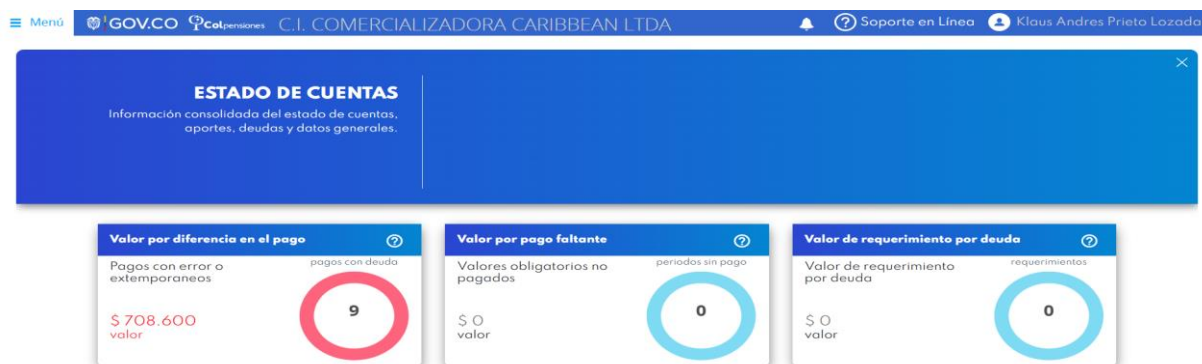 Menú GOV.CO Colpensiones C.I. COMERCIALIZADORA CARIBBEAN LTDA Soporte en Línea Klaus Andres Prieto Lozada
ESTADO DE CUENTAS
Información consolidada del estado de cuentas,
aportes, deudas y datos generales.
Valor por diferencia en el pago
Pagos con error o
extemporaneos
pagos con deuda
9
$ 708.600
valor
Valor por pago faltante
Valores obligatorios no
pagados
periodos sin pago
0
$ 0
valor
Valor de requerimiento por deuda
Valor de requerimiento
por deuda
requerimientos
0
$ 0
valor